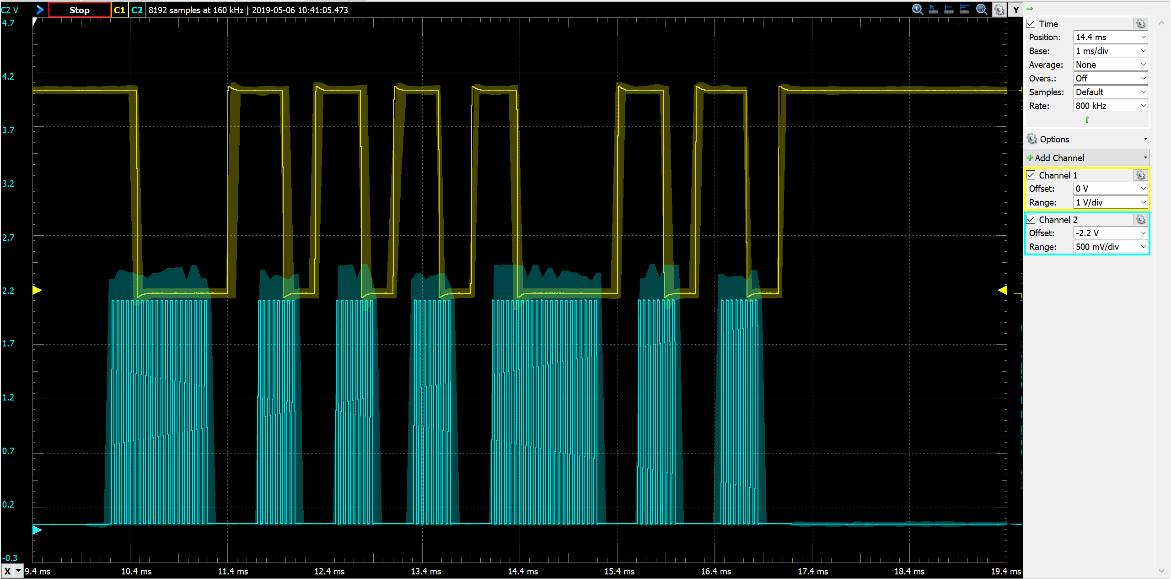 C2 V Stop C1 C2 8192 samples at 160 kHz | 2019-05-06 10:41:05.473 Y
4.7
4.2
3.7
3.2
2.7
2.2
1.7
1.2
0.7
0.2
-0.3
X 9.4 ms 10.4 ms 11.4 ms 12.4 ms 13.4 ms 14.4 ms 15.4 ms 16.4 ms 17.4 ms 18.4 ms 19.4 ms
Time
Position: 14.4 ms
Base: 1 ms/div
Average: None
Overs.: Off
Samples: Default
Rate: 800 kHz
Options
Add Channel
Channel 1
Offset: 0 V
Range: 1 V/div
Channel 2
Offset: -2.2 V
Range: 500 mV/div